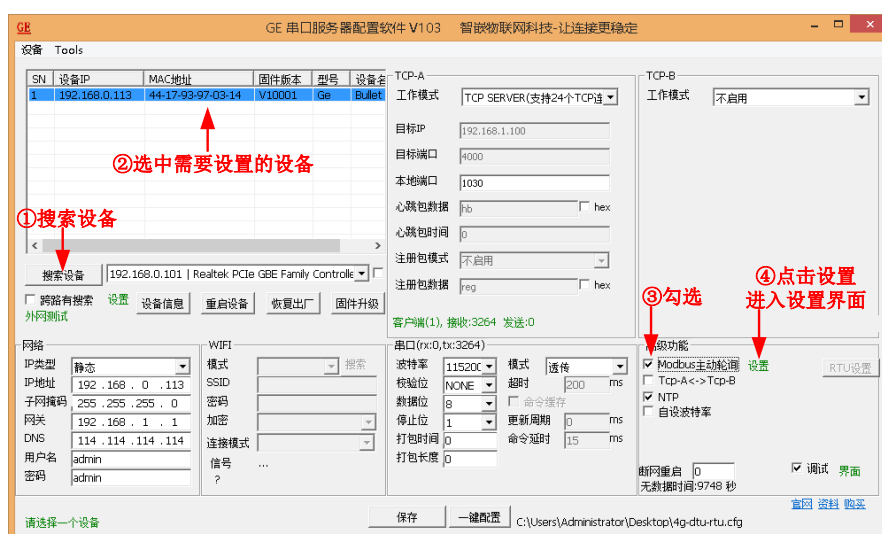 GE GE 串口服务器配置软件 V103 智嵌物联网科技-让连接更稳定
设备 Tools
SN 设备IP MAC地址 固件版本 型号 设备名
1 192.168.0.113 44-17-93-97-03-14 V10001 Ge Bullet
②选中需要设置的设备
①搜索设备
搜索设备 192.168.0.101 | Realtek PCIe GBE Family Controlle
跨路有搜索 设置 设备信息 重启设备 恢复出厂 固件升级
外网测试
TCP-A
工作模式 TCP SERVER(支持24个TCP连
目标IP 192.168.1.100
目标端口 4000
本地端口 1030
心跳包数据 hb hex
心跳包时间 0
注册包模式 不启用
注册包数据 reg hex
客户端(1), 接收:3264 发送:0
TCP-B
工作模式 不启用
③勾选
④点击设置
进入设置界面
网络
IP类型 静态
IP地址 192 . 168 . 0 . 113
子网掩码 255 . 255 . 255 . 0
网关 192 . 168 . 1 . 1
DNS 114 . 114 . 114 . 114
用户名 admin
密码 admin
WIFI
模式 搜索
SSID
密码
加密
连接模式
信号 ...
?
串口(rx:0,tx:3264)
波特率 115200 模式 透传
校验位 NONE 超时 200 ms
数据位 8 命令缓存
停止位 1 更新周期 0 ms
打包时间 0 命令延时 15 ms
打包长度 0
高级功能
Modbus主动轮询 设置 RTU设置
Tcp-A<->Tcp-B
NTP
自设波特率
断网重启 0 调试 界面
无数据时间:9748 秒
官网 资料 购买
请选择一个设备 保存 一键配置 C:\Users\Administrator\Desktop\4g-dtu-rtu.cfg